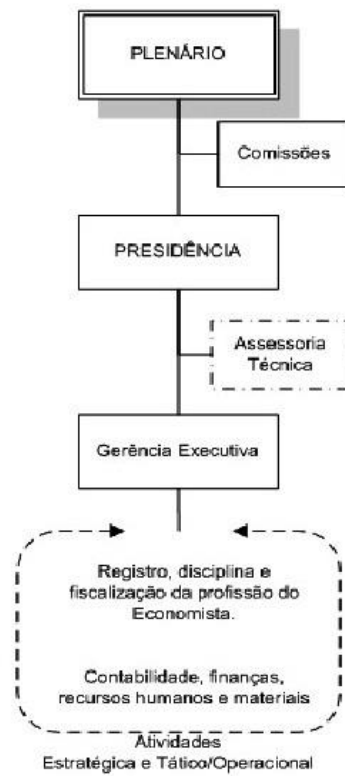 PLENÁRIO
Comissões
PRESIDÊNCIA
Assessoria
Técnica
Gerência Executiva
Registro, disciplina e
fiscalização da profissão do
Economista.
Contabilidade, finanças,
recursos humanos e materiais
Atividades
Estratégica e Tático/Operacional